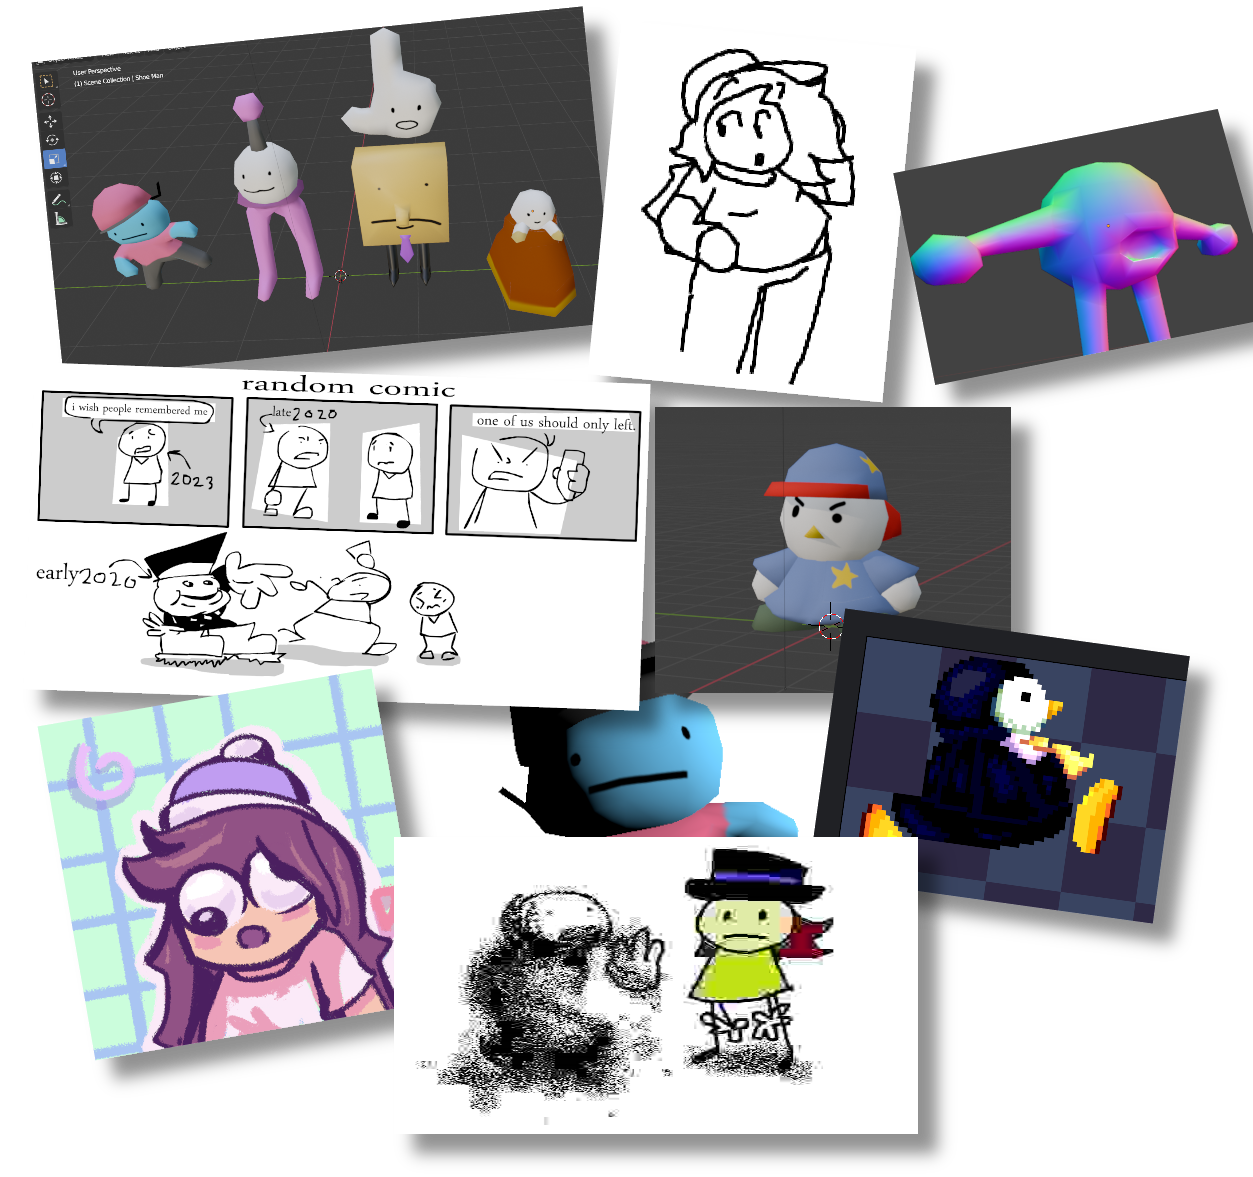 User Perspective
(1) Scene Collection | Shoe Man
random comic
i wish people remembered me
2023
late 2020
one of us should only left.
early 2020